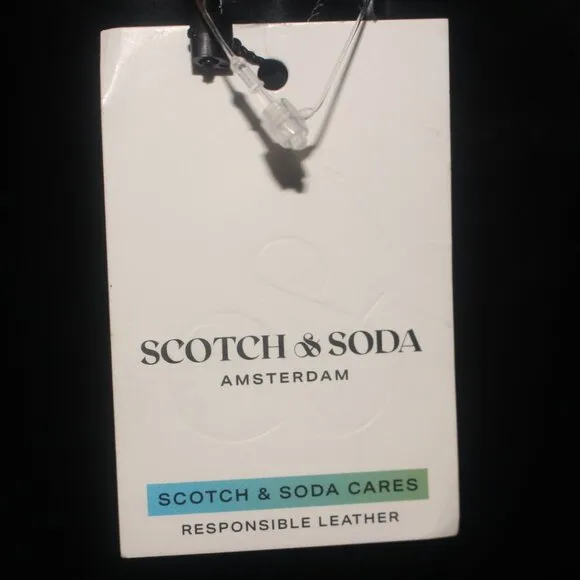 SCOTCH & SODA
AMSTERDAM
SCOTCH & SODA CARES
RESPONSIBLE LEATHER